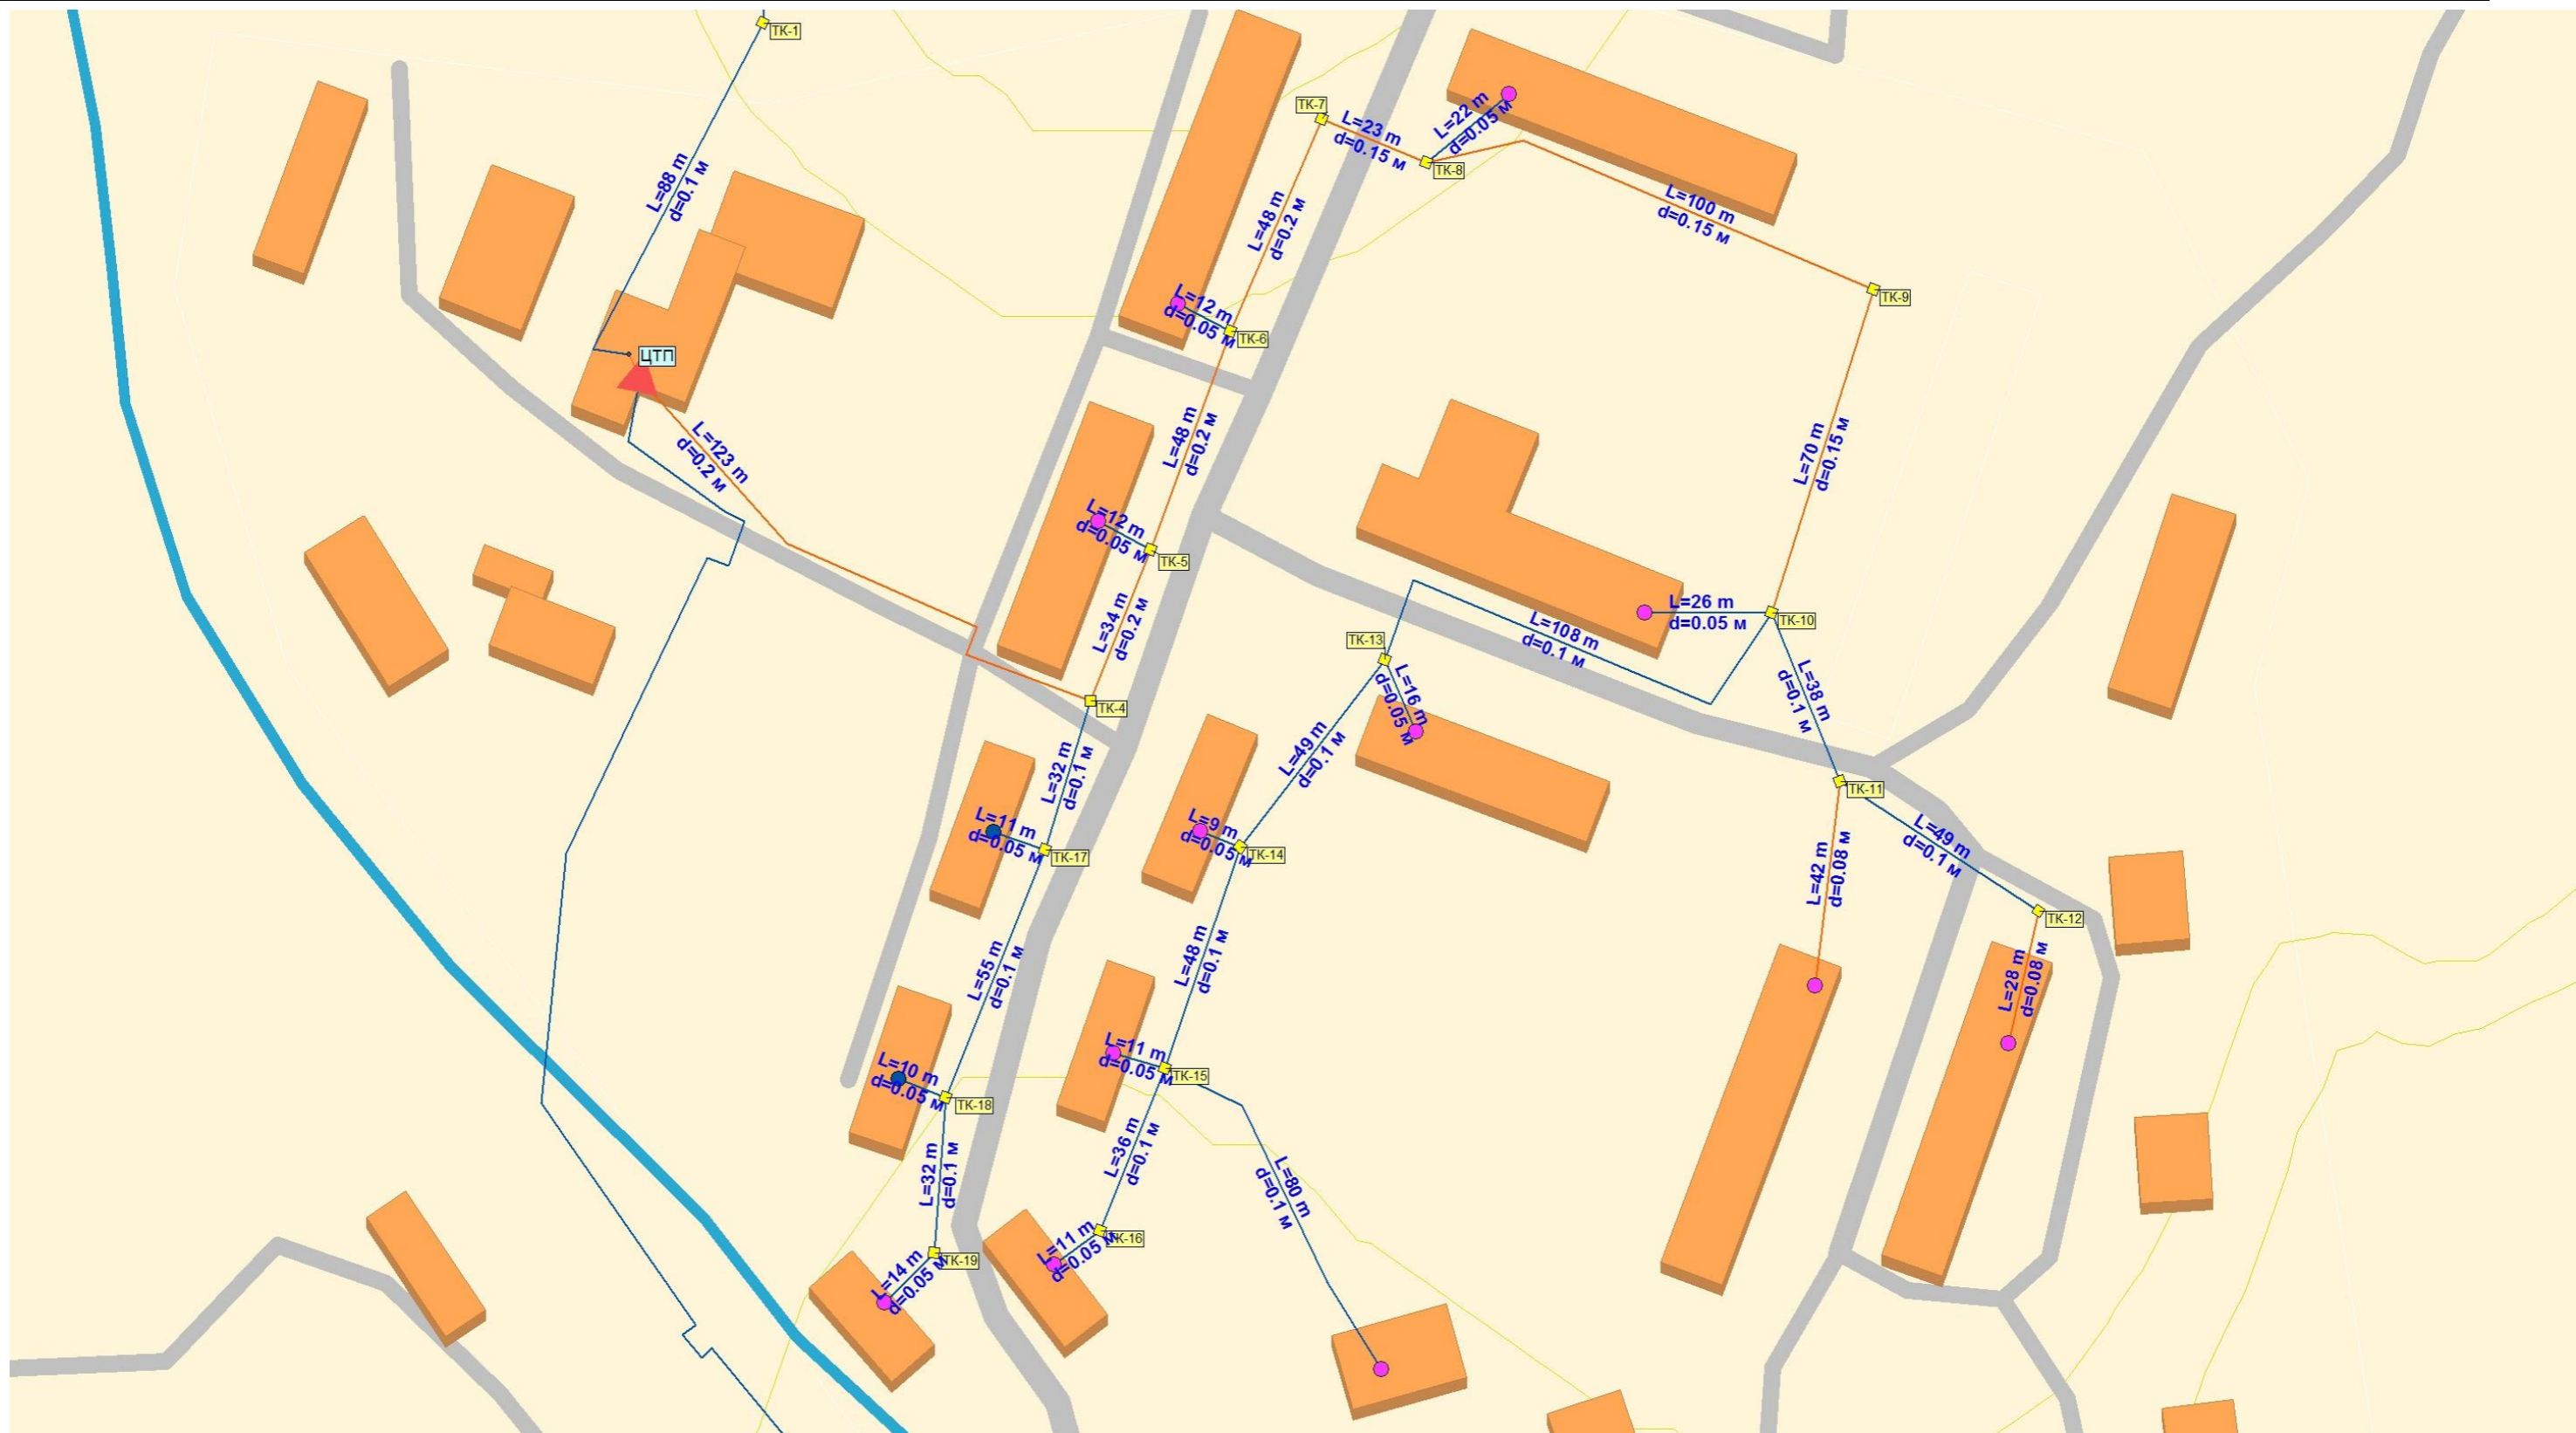 ТК-1
L=88 m
d=0.1 м
ТК-7
L=23 m
d=0.15 м
L=22 m
d=0.05 м
ТК-8
L=100 m
d=0.15 м
L=48 m
d=0.2 м
ТК-9
L=12 m
d=0.05 м
ТК-6
ЦТП
L=123 m
d=0.2 м
L=48 m
d=0.2 м
L=70 m
d=0.15 м
L=12 m
d=0.05 м
ТК-5
L=34 m
d=0.2 м
L=26 m
d=0.05 м
ТК-10
L=108 m
d=0.1 м
ТК-13
L=16 m
d=0.05 м
L=38 m
d=0.1 м
ТК-4
L=32 m
d=0.1 м
L=49 m
d=0.1 м
ТК-11
L=11 m
d=0.05 м
ТК-17
L=9 m
d=0.05 м
ТК-14
L=42 m
d=0.08 м
L=49 m
d=0.1 м
ТК-12
L=55 m
d=0.1 м
L=48 m
d=0.1 м
L=28 m
d=0.08 м
L=10 m
d=0.05 м
ТК-18
L=11 m
d=0.05 м
ТК-15
L=32 m
d=0.1 м
L=36 m
d=0.1 м
L=80 m
d=0.1 м
L=14 m
d=0.05 м
ТК-19
L=11 m
d=0.05 м
ТК-16